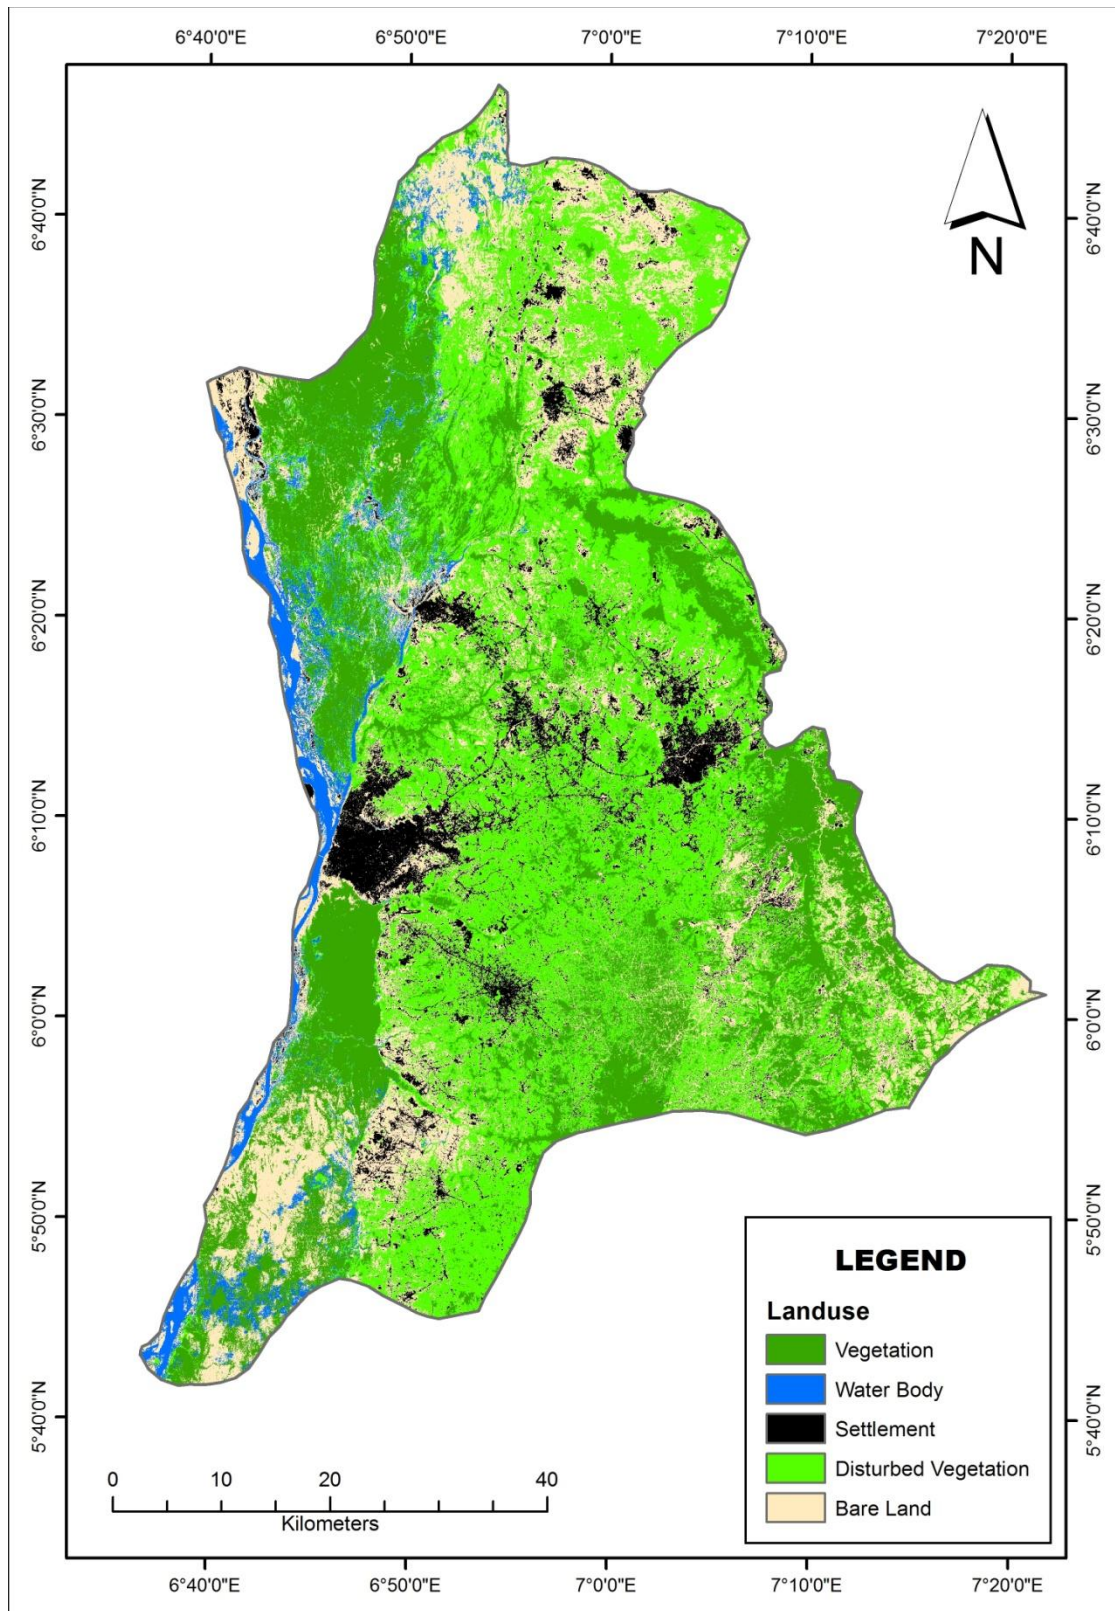 6°40'0"E 6°50'0"E 7°0'0"E 7°10'0"E 7°20'0"E
6°40'0"N
6°40'0"N
N
6°30'0"N
6°30'0"N
6°20'0"N
6°20'0"N
6°10'0"N
6°10'0"N
6°0'0"N
6°0'0"N
5°50'0"N
5°50'0"N
5°40'0"N
5°40'0"N
LEGEND
Landuse
Vegetation
Water Body
Settlement
Disturbed Vegetation
Bare Land
0 10 20 40
Kilometers
6°40'0"E 6°50'0"E 7°0'0"E 7°10'0"E 7°20'0"E